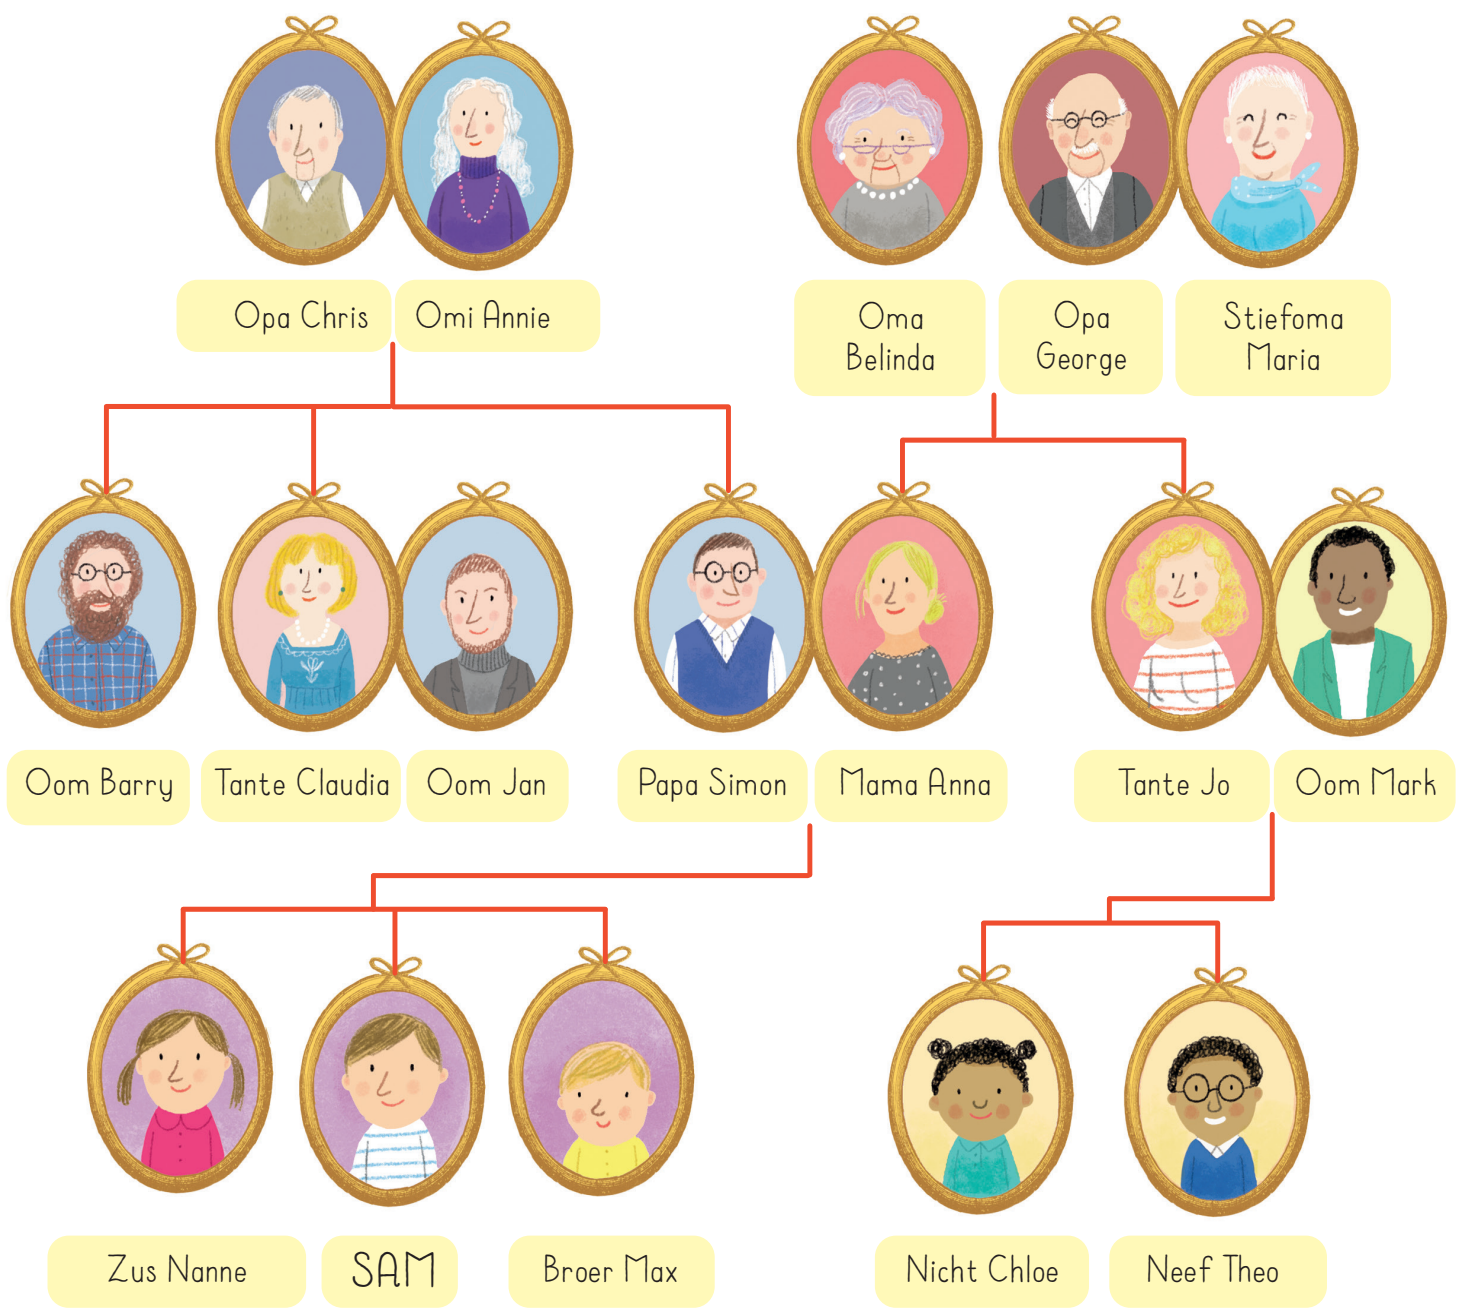 Opa Chris
Omi Annie
Oma
Belinda
Opa
George
Stiefoma
Maria
Oom Barry
Tante Claudia
Oom Jan
Papa Simon
Mama Anna
Tante Jo
Oom Mark
Zus Nanne
SAM
Broer Max
Nicht Chloe
Neef Theo